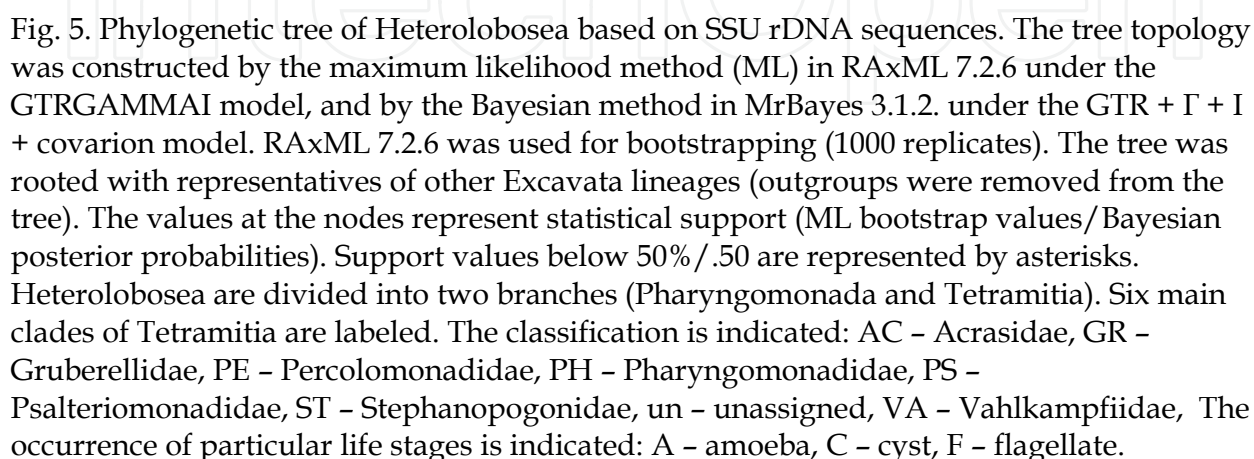 Fig. 5. Phylogenetic tree of Heterolobosea based on SSU rDNA sequences. The tree topology
was constructed by the maximum likelihood method (ML) in RAxML 7.2.6 under the
GTRGAMMAI model, and by the Bayesian method in MrBayes 3.1.2. under the GTR + Γ + I
+ covarion model. RAxML 7.2.6 was used for bootstrapping (1000 replicates). The tree was
rooted with representatives of other Excavata lineages (outgroups were removed from the
tree). The values at the nodes represent statistical support (ML bootstrap values/Bayesian
posterior probabilities). Support values below 50%/.50 are represented by asterisks.
Heterolobosea are divided into two branches (Pharyngomonada and Tetramitia). Six main
clades of Tetramitia are labeled. The classification is indicated: AC – Acrasidae, GR –
Gruberellidae, PE – Percolomonadidae, PH – Pharyngomonadidae, PS –
Psalteriomonadidae, ST – Stephanopogonidae, un – unassigned, VA – Vahlkampfiidae, The
occurrence of particular life stages is indicated: A – amoeba, C – cyst, F – flagellate.